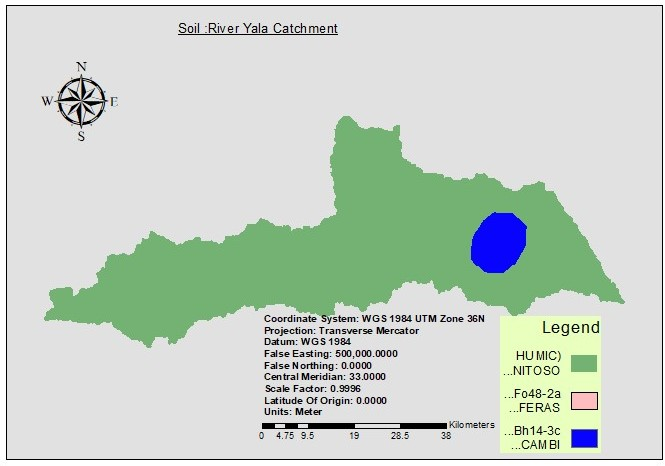 Soil :River Yala Catchment
N
W E
S
Coordinate System: WGS 1984 UTM Zone 36N
Projection: Transverse Mercator
Datum: WGS 1984
False Easting: 500,000.0000
False Northing: 0.0000
Central Meridian: 33.0000
Scale Factor: 0.9996
Latitude Of Origin: 0.0000
Units: Meter
Kilometers
0 4.75 9.5 19 28.5 38
Legend
HUMIC)
...NITOSO
...Fo48-2a
...FERAS
...Bh14-3c
...CAMBI